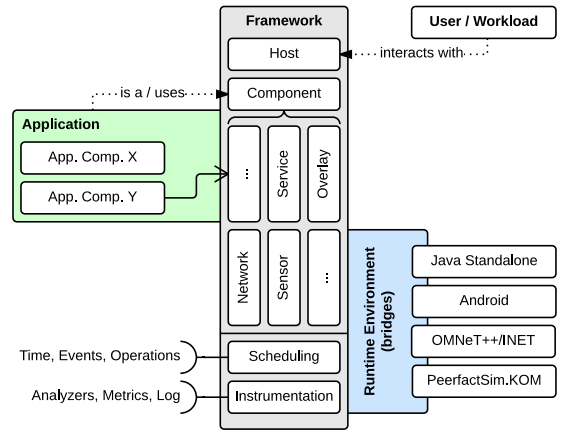 Framework
User / Workload
Host
interacts with
is a / uses
Component
Application
App. Comp. X
App. Comp. Y
...
Service
Overlay
Network
Sensor
...
Runtime Environment
(bridges)
Java Standalone
Android
OMNeT++/INET
PeerfactSim.KOM
Time, Events, Operations
Scheduling
Analyzers, Metrics, Log
Instrumentation